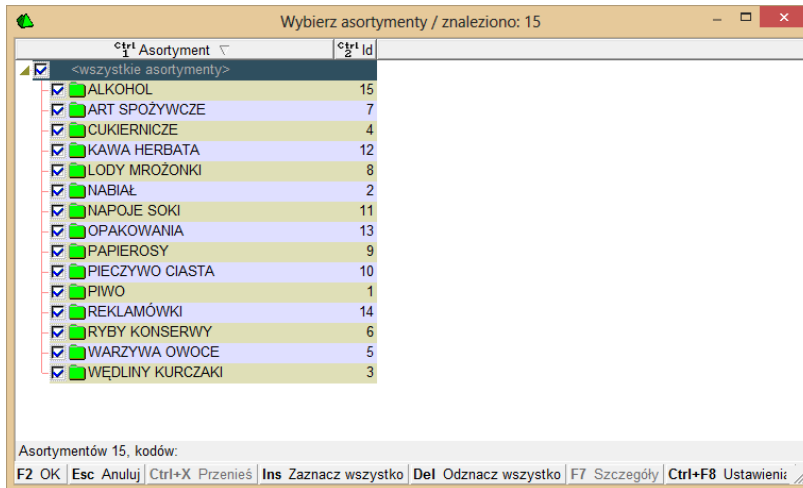 Wybierz asortymenty / znaleziono: 15
Ctrl 1 Asortyment Ctrl 2 Id
<wszystkie asortymenty>
ALKOHOL 15
ART SPOŻYWCZE 7
CUKIERNICZE 4
KAWA HERBATA 12
LODY MROŻONKI 8
NABIAŁ 2
NAPOJE SOKI 11
OPAKOWANIA 13
PAPIEROSY 9
PIECZYWO CIASTA 10
PIWO 1
REKLAMÓWKI 14
RYBY KONSERWY 6
WARZYWA OWOCE 5
WĘDLINY KURCZAKI 3
Asortymentów 15, kodów:
F2 OK Esc Anuluj Ctrl+X Przenieś Ins Zaznacz wszystko Del Odznacz wszystko F7 Szczegóły Ctrl+F8 Ustawienia